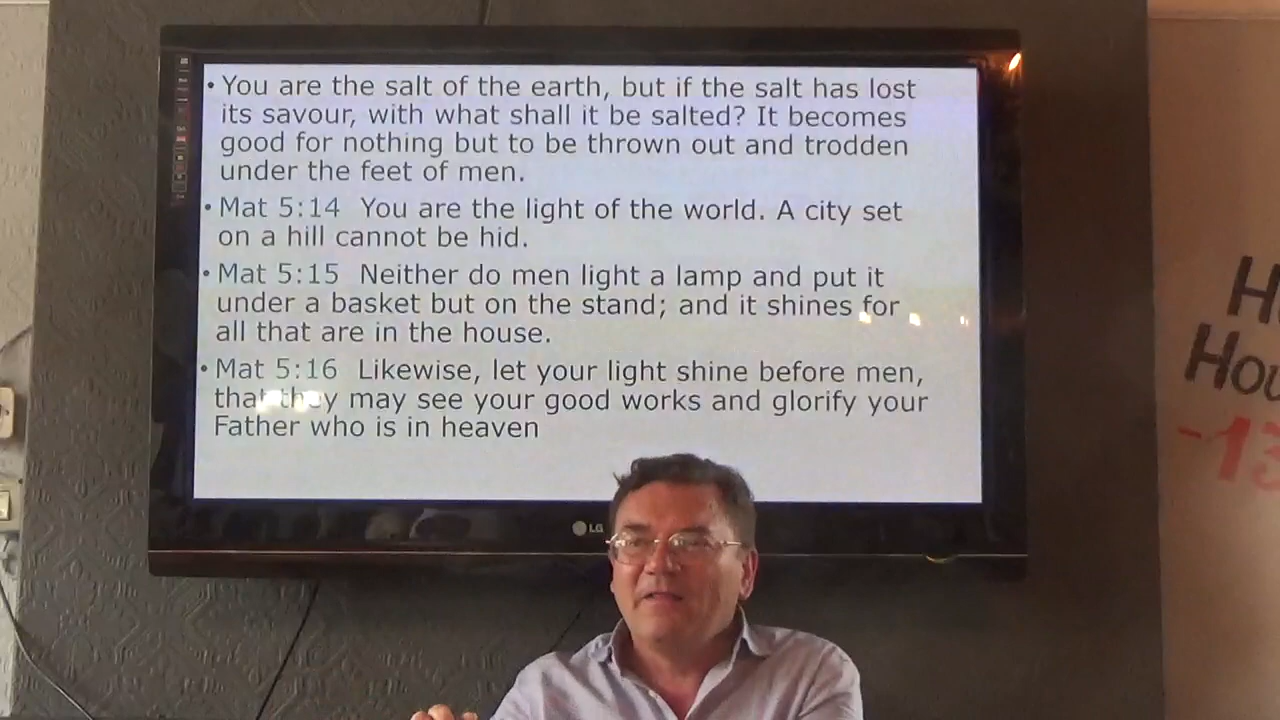 • You are the salt of the earth, but if the salt has lost
its savour, with what shall it be salted? It becomes
good for nothing but to be thrown out and trodden
under the feet of men.
• Mat 5:14 You are the light of the world. A city set
on a hill cannot be hid.
• Mat 5:15 Neither do men light a lamp and put it
under a basket but on the stand; and it shines for
all that are in the house.
• Mat 5:16 Likewise, let your light shine before men,
that they may see your good works and glorify your
Father who is in heaven
LG
-13